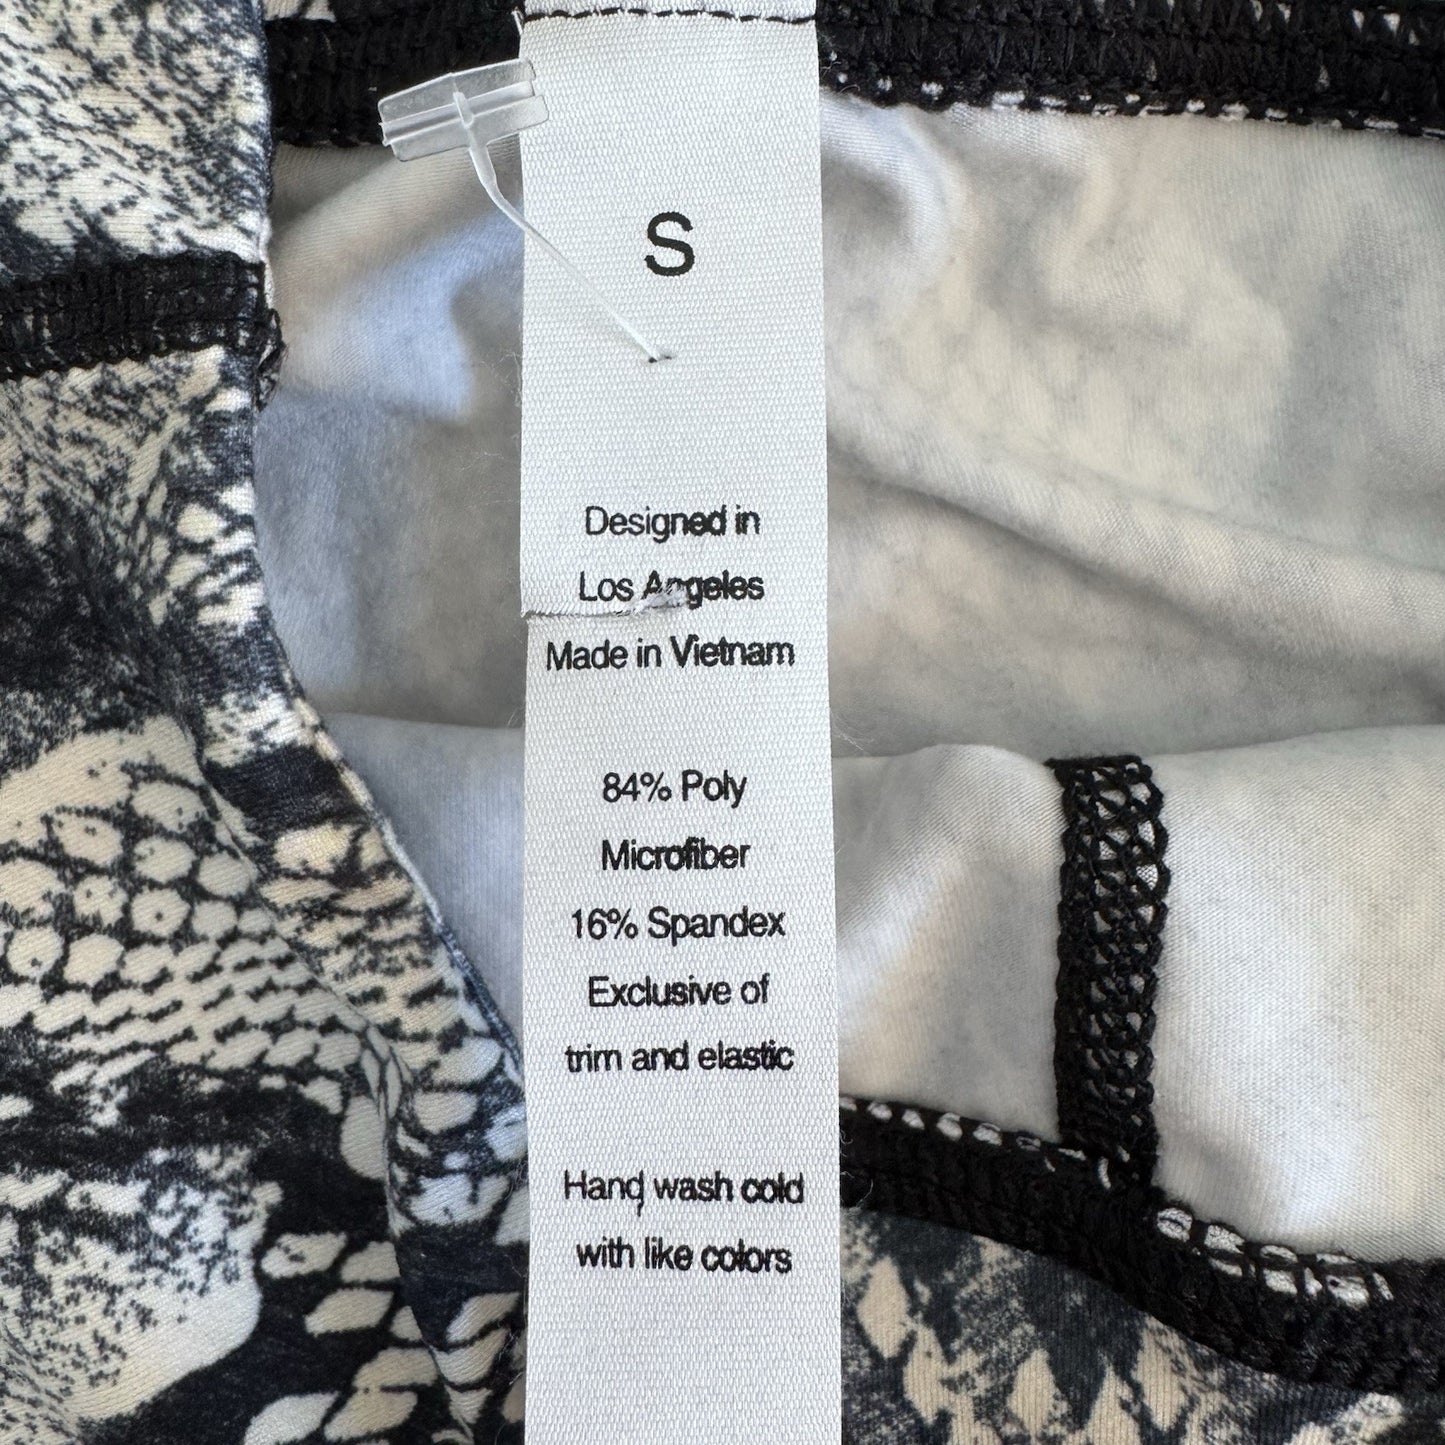 S
Designed in
Los Angeles
Made in Vietnam
84% Poly
Microfiber
16% Spandex
Exclusive of
trim and elastic
Hand wash cold
with like colors